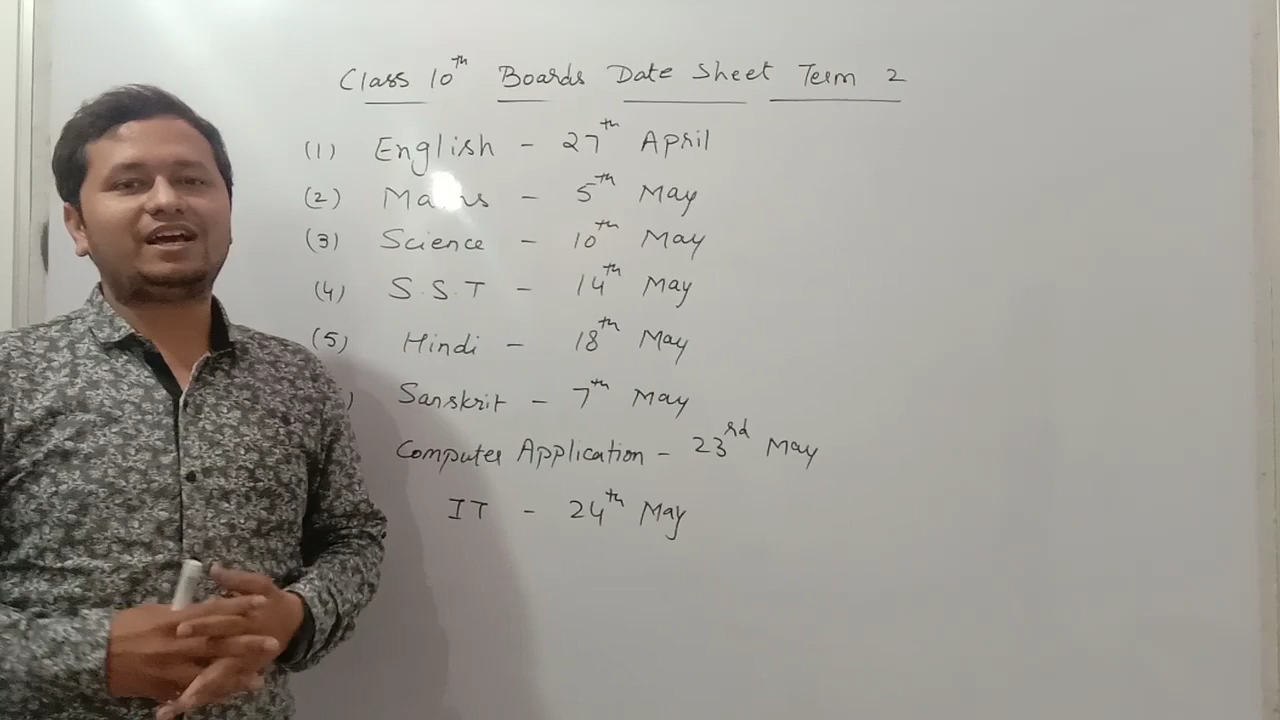 Class 10th Boards Date Sheet Term 2
(1) English - 27th April
(2) Maths - 5th May
(3) Science - 10th May
(4) S.S.T - 14th May
(5) Hindi - 18th May
) Sanskrit - 7th May
Computer Application - 23rd May
IT - 24th May